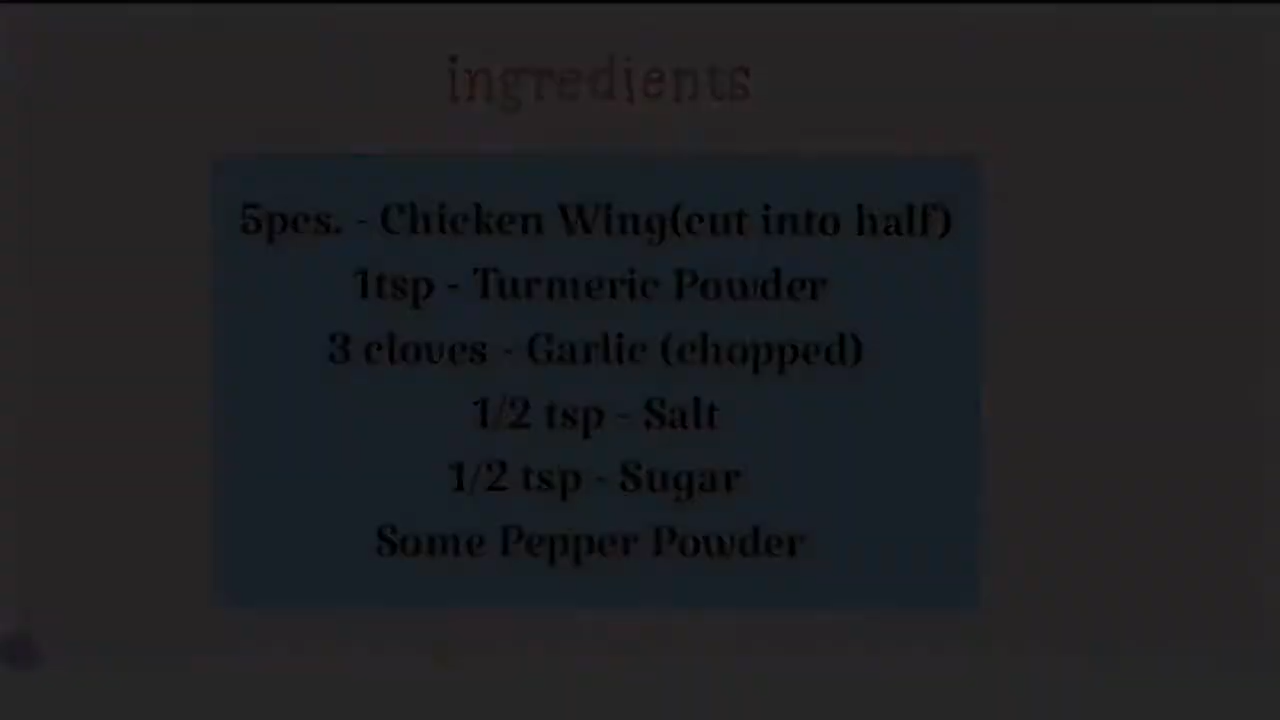 ingredients
5pcs. - Chicken Wing(cut into half)
1tsp - Turmeric Powder
3 cloves - Garlic (chopped)
1/2 tsp - Salt
1/2 tsp - Sugar
Some Pepper Powder